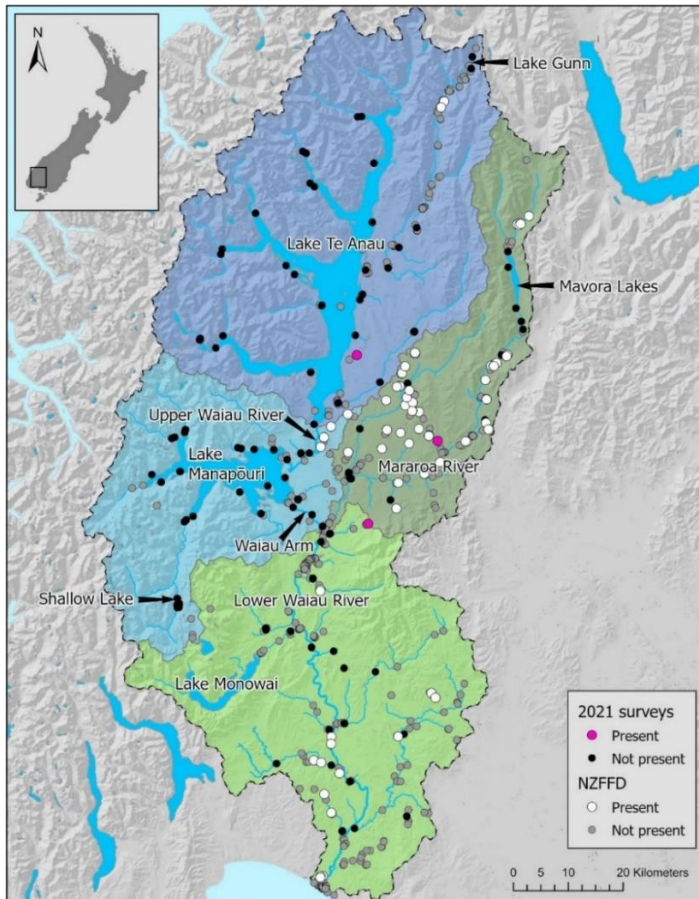 N
Lake Gunn
Lake Te Anau
Mavora Lakes
Upper Waiau River
Lake
Manapōuri
Mararoa River
Waiau Arm
Shallow Lake
Lower Waiau River
Lake Monowai
2021 surveys
Present
Not present
NZFFD
Present
Not present
0 5 10 20 Kilometers